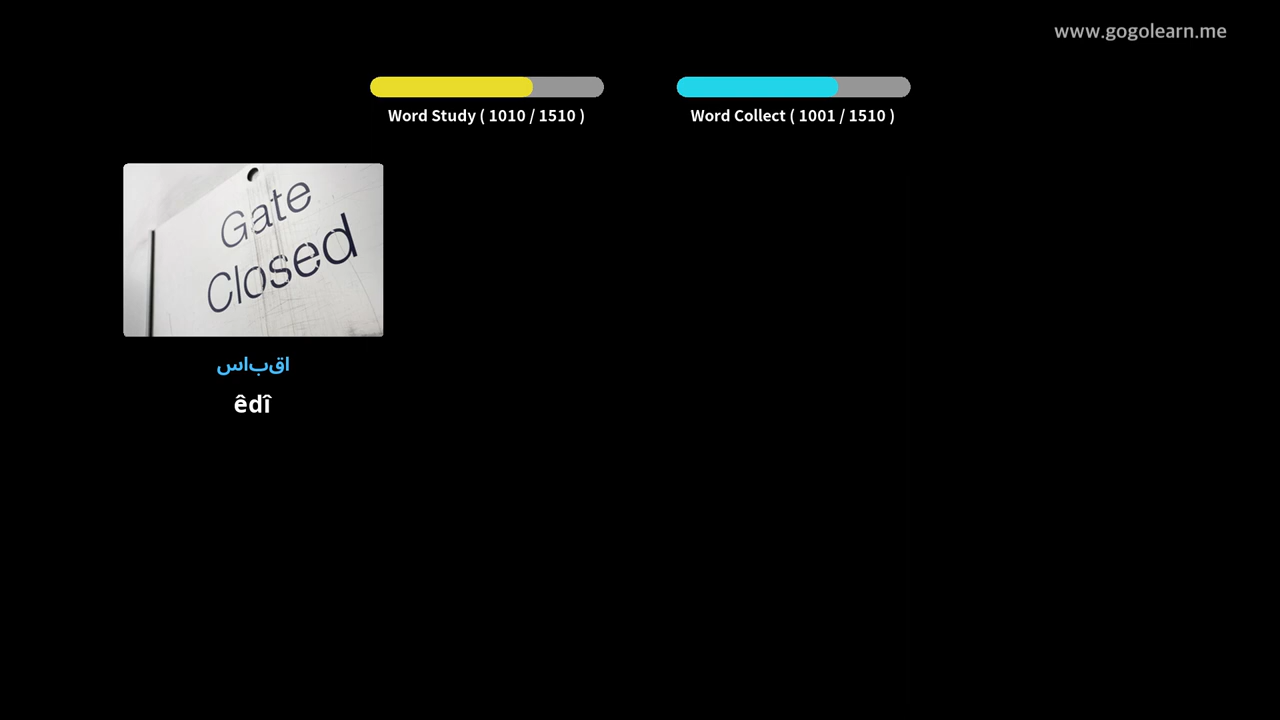 www.gogolearn.me
Word Study ( 1010 / 1510 )
Word Collect ( 1001 / 1510 )
Gate
Closed
اقباس
êdî